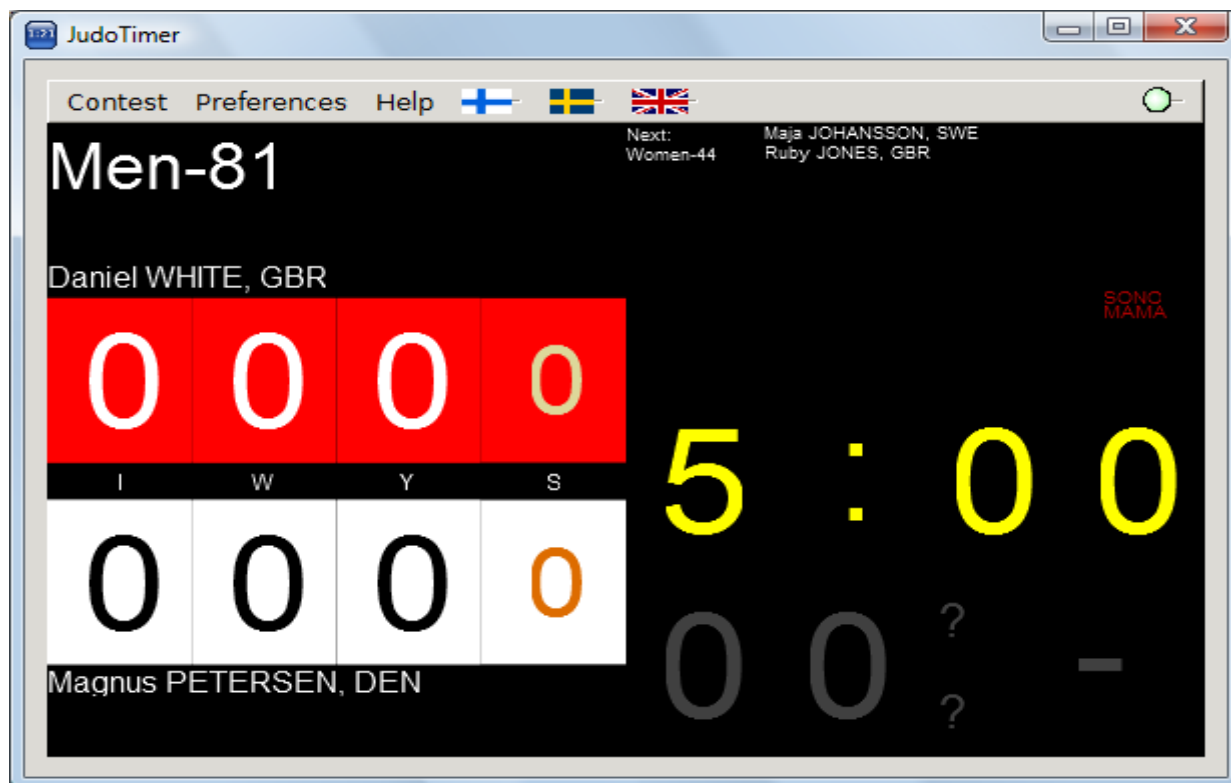 JudoTimer
Contest Preferences Help
Men-81
Next:
Women-44
Maja JOHANSSON, SWE
Ruby JONES, GBR
Daniel WHITE, GBR
SONO
MAMA
0 0 0 0
I W Y S
5 : 0 0
0 0 0 0
0 0 ? -
?
Magnus PETERSEN, DEN